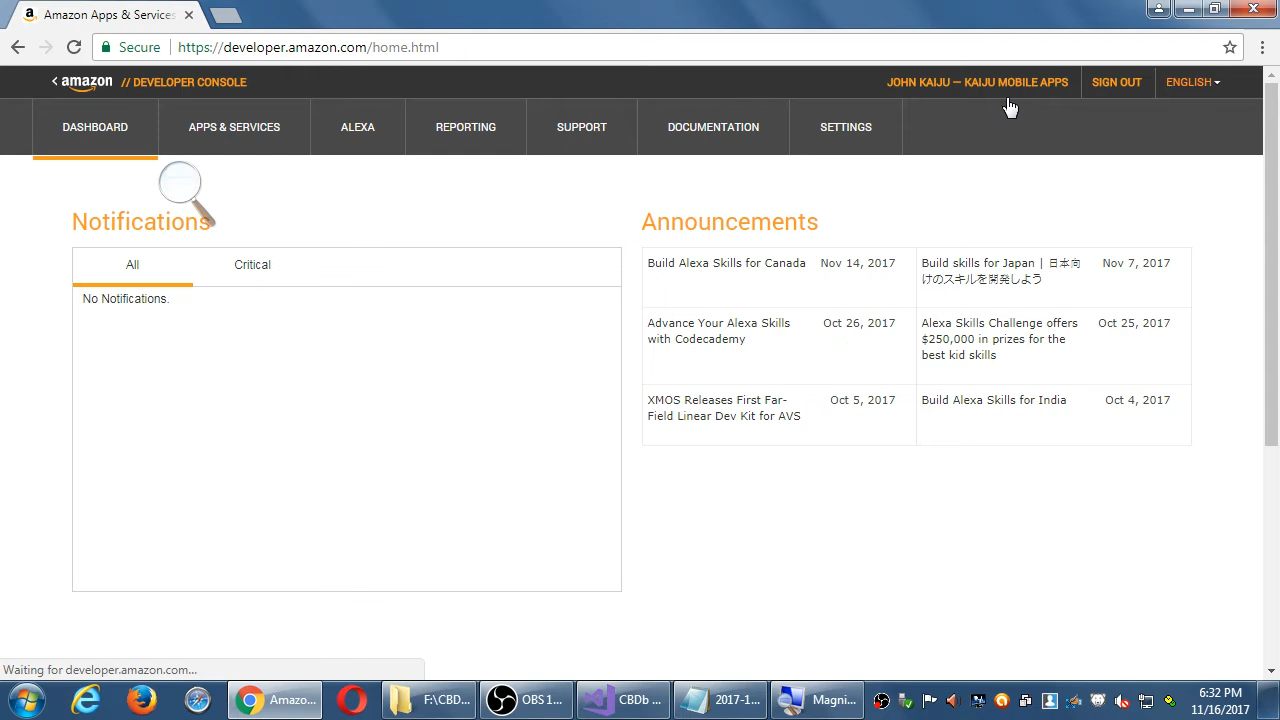 Amazon Apps & Services
Secure
https://developer.amazon.com/home.html
amazon // DEVELOPER CONSOLE
JOHN KAIJU — KAIJU MOBILE APPS
SIGN OUT
ENGLISH
DASHBOARD
APPS & SERVICES
ALEXA
REPORTING
SUPPORT
DOCUMENTATION
SETTINGS
Notifications
All
Critical
No Notifications.
Announcements
Build Alexa Skills for Canada
Nov 14, 2017
Build skills for Japan | 日本向
けのスキルを開発しよう
Nov 7, 2017
Advance Your Alexa Skills
with Codecademy
Oct 26, 2017
Alexa Skills Challenge offers
$250,000 in prizes for the
best kid skills
Oct 25, 2017
XMOS Releases First Far-
Field Linear Dev Kit for AVS
Oct 5, 2017
Build Alexa Skills for India
Oct 4, 2017
Waiting for developer.amazon.com...
Amazo...
F:\CBD...
OBS 1...
CBDb ...
2017-1...
Magni...
6:32 PM
11/16/2017